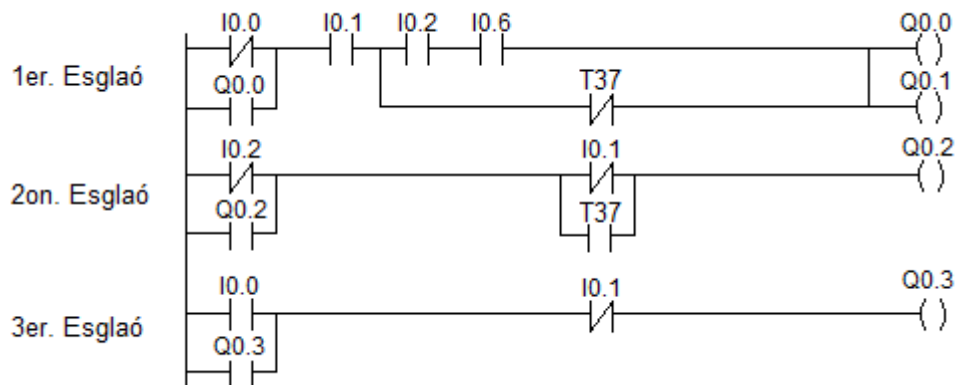 I0.0 I0.1 I0.2 I0.6 Q0.0
1er. Esglaó
Q0.0 T37 Q0.1
I0.2 I0.1 Q0.2
2on. Esglaó
Q0.2 T37
I0.0 I0.1 Q0.3
3er. Esglaó
Q0.3